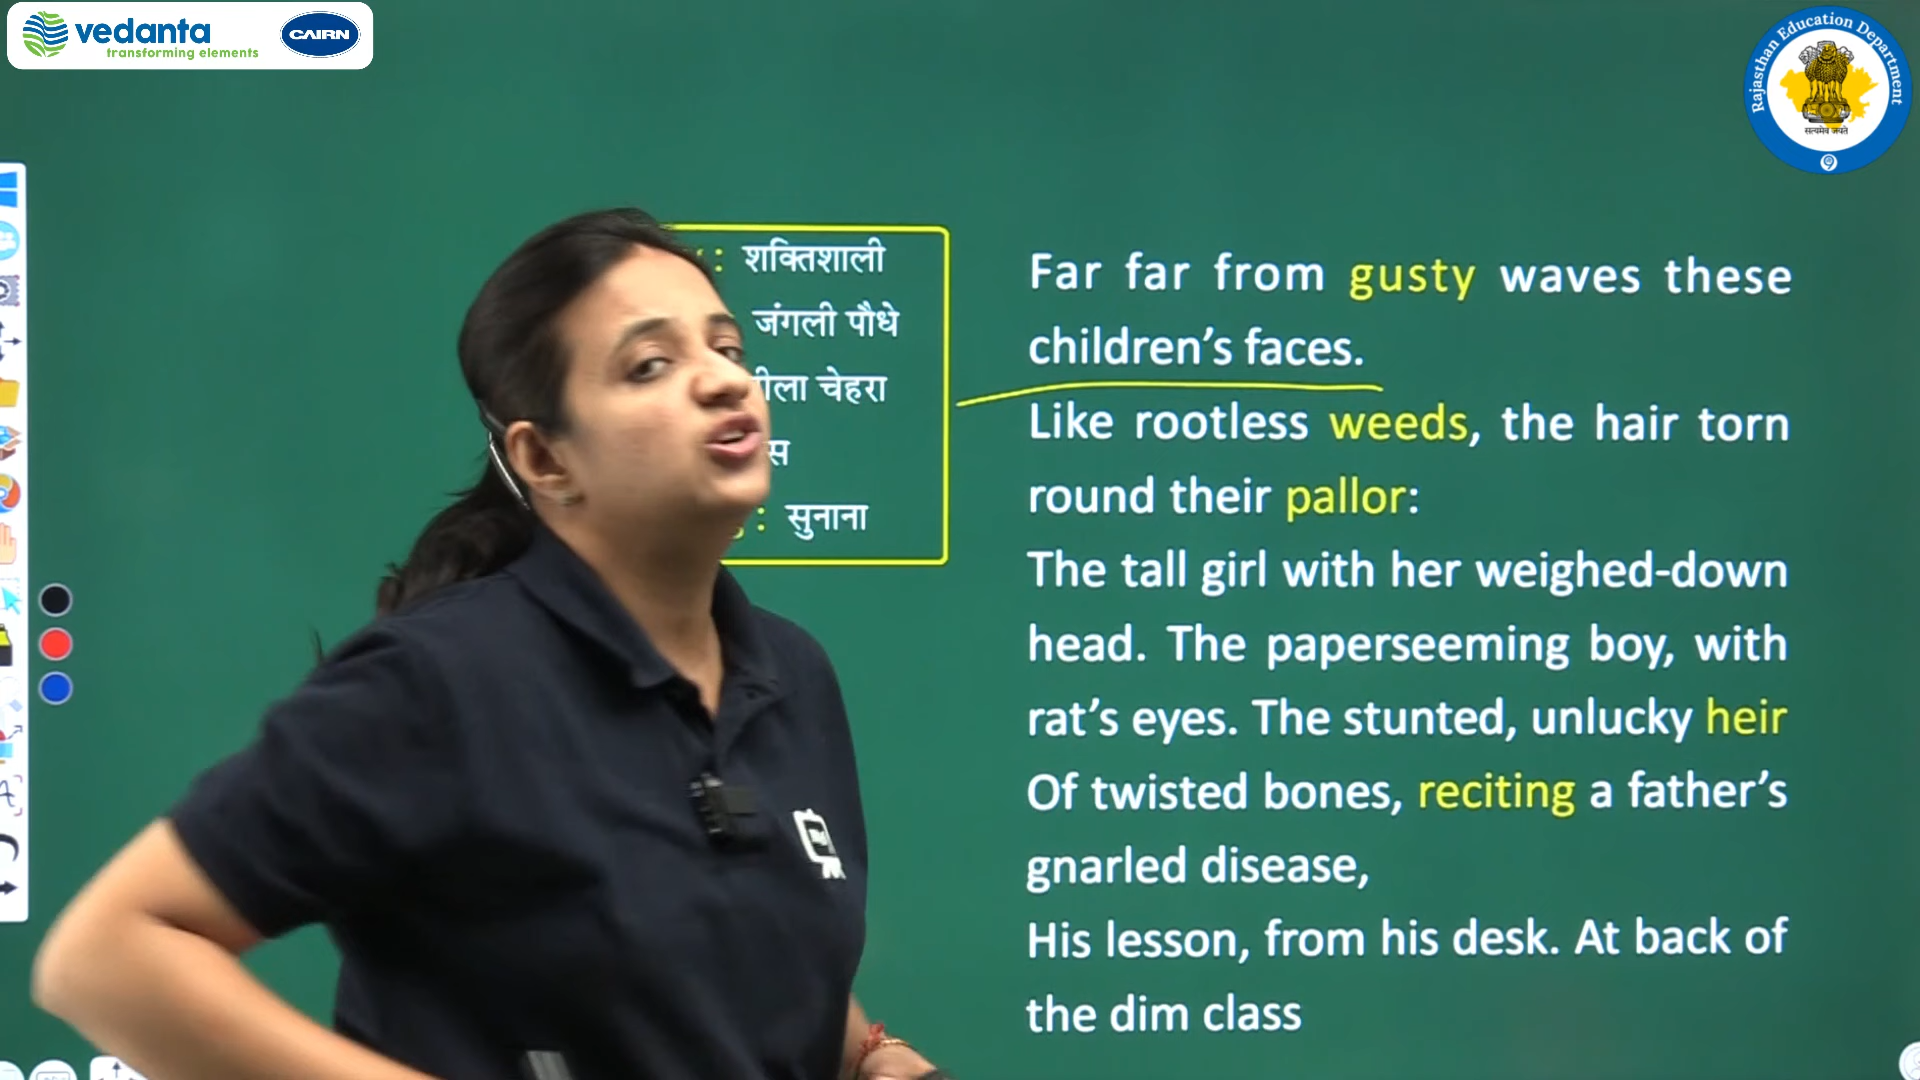 vedanta
transforming elements
CAIRN
Rajasthan Education Department
सत्यमेव जयते
: शक्तिशाली
जंगली पौधे
चेहरा
: सुनाना
Far far from gusty waves these
children’s faces.
Like rootless weeds, the hair torn
round their pallor:
The tall girl with her weighed-down
head. The paperseeming boy, with
rat’s eyes. The stunted, unlucky heir
Of twisted bones, reciting a father’s
gnarled disease,
His lesson, from his desk. At back of
the dim class